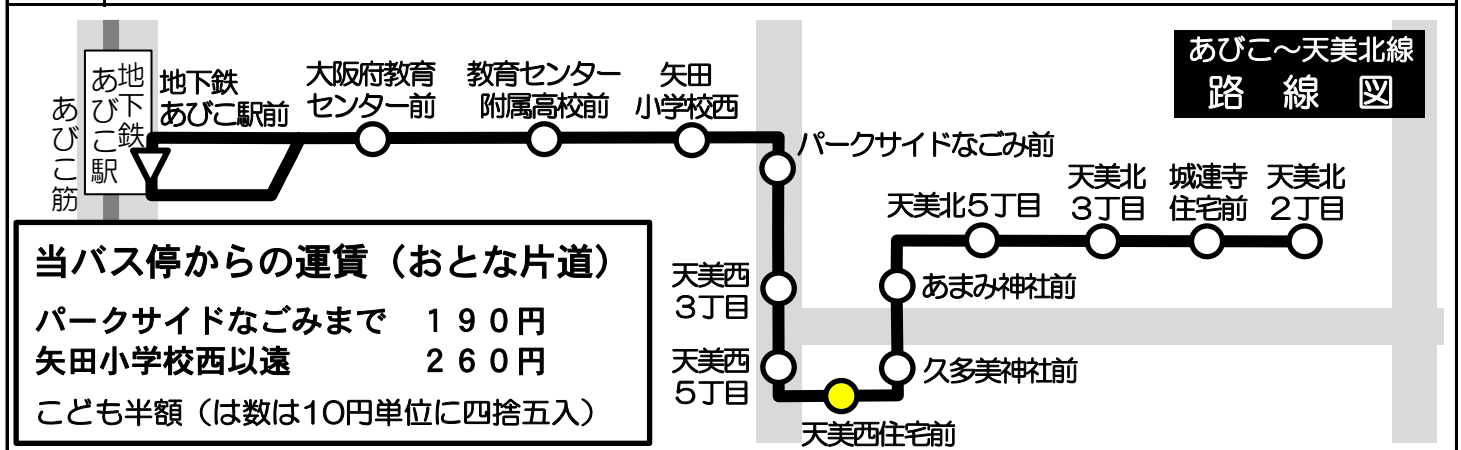 あびこ～天美北線
路線図
あびこ筋
地下鉄
あびこ駅
地下鉄
あびこ駅前
大阪府教育
センター前
教育センター
附属高校前
矢田
小学校西
パークサイドなごみ前
天美西
3丁目
天美西
5丁目
天美西住宅前
久多美神社前
あまみ神社前
天美北5丁目
天美北
3丁目
城連寺
住宅前
天美北
2丁目
当バス停からの運賃（おとな片道）
パークサイドなごみまで　１９０円
矢田小学校西以遠　２６０円
こども半額（は数は10円単位に四捨五入）